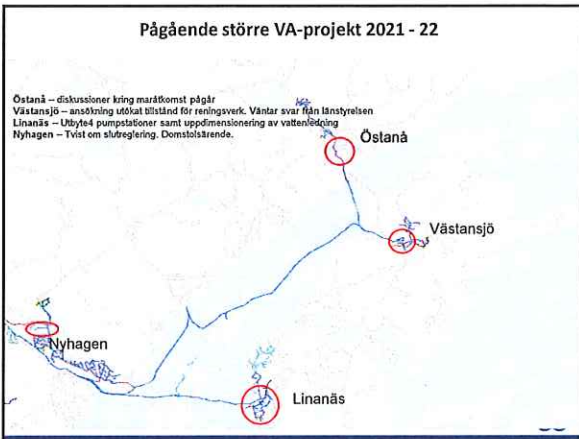 Pågående större VA-projekt 2021 - 22
Östanå – diskussioner kring maråtkomst pågår
Västansjö – ansökning utökat tillstånd för reningsverk. Väntar svar från länstyrelsen
Linanäs – Utbyte4 pumpstationer samt uppdimensionering av vattenledning
Nyhagen – Tvist om slutreglering. Domstolsärende.
Östanå
Västansjö
Nyhagen
Linanäs